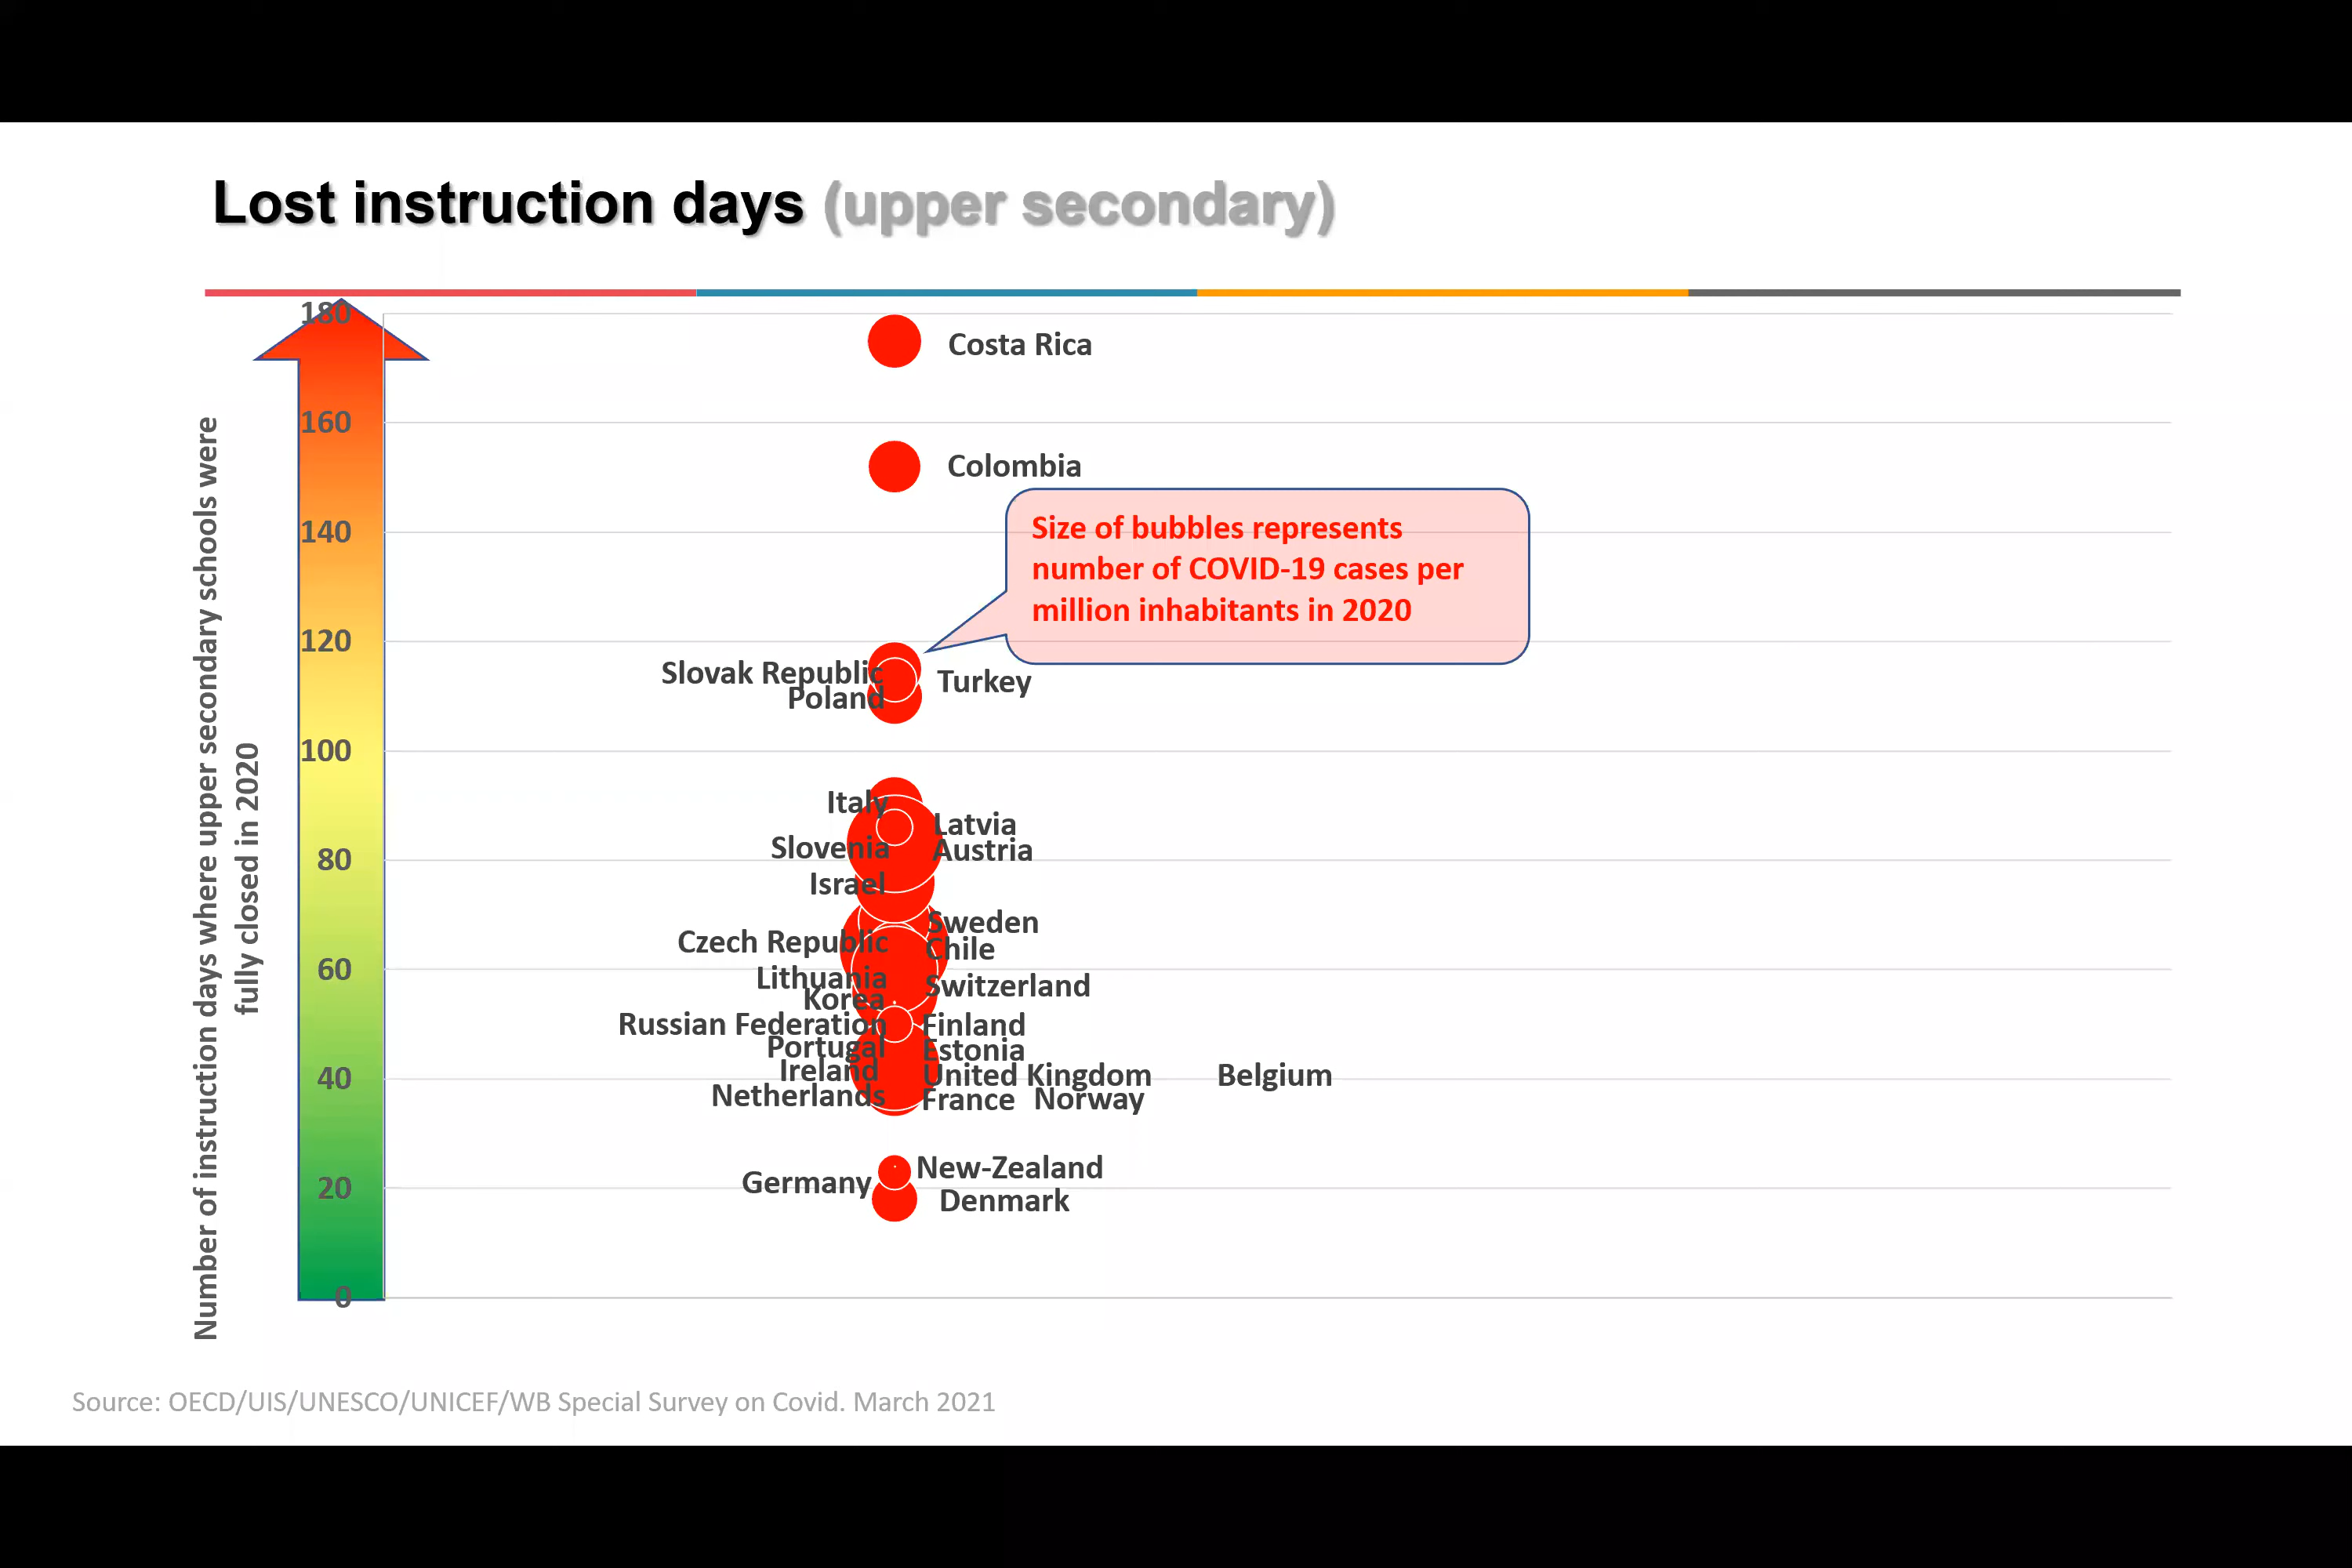 Lost instruction days (upper secondary)
Number of instruction days where upper secondary schools were
fully closed in 2020
180
160
140
120
100
80
60
40
20
0
Costa Rica
Colombia
Size of bubbles represents
number of COVID-19 cases per
million inhabitants in 2020
Slovak Republic
Turkey
Poland
Italy
Latvia
Slovenia
Austria
Israel
Sweden
Czech Republic
Chile
Lithuania
Switzerland
Korea
Russian Federation
Finland
Portugal
Estonia
Ireland
United Kingdom
Belgium
Netherlands
France
Norway
New-Zealand
Germany
Denmark
Source: OECD/UIS/UNESCO/UNICEF/WB Special Survey on Covid. March 2021